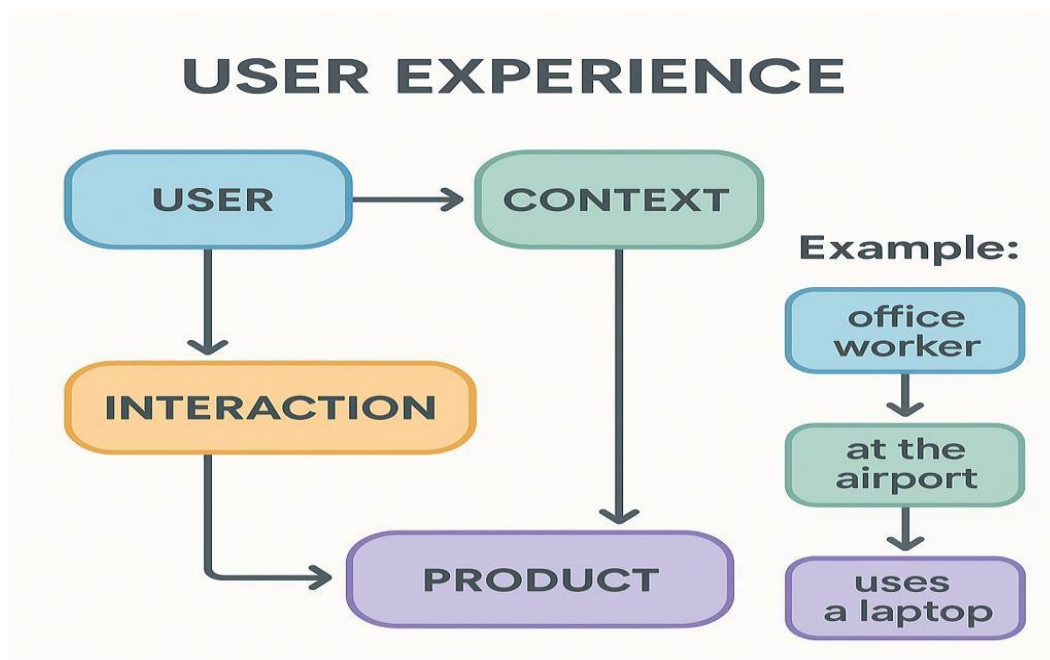 USER EXPERIENCE
USER
CONTEXT
INTERACTION
PRODUCT
Example:
office
worker
at the
airport
uses
a laptop